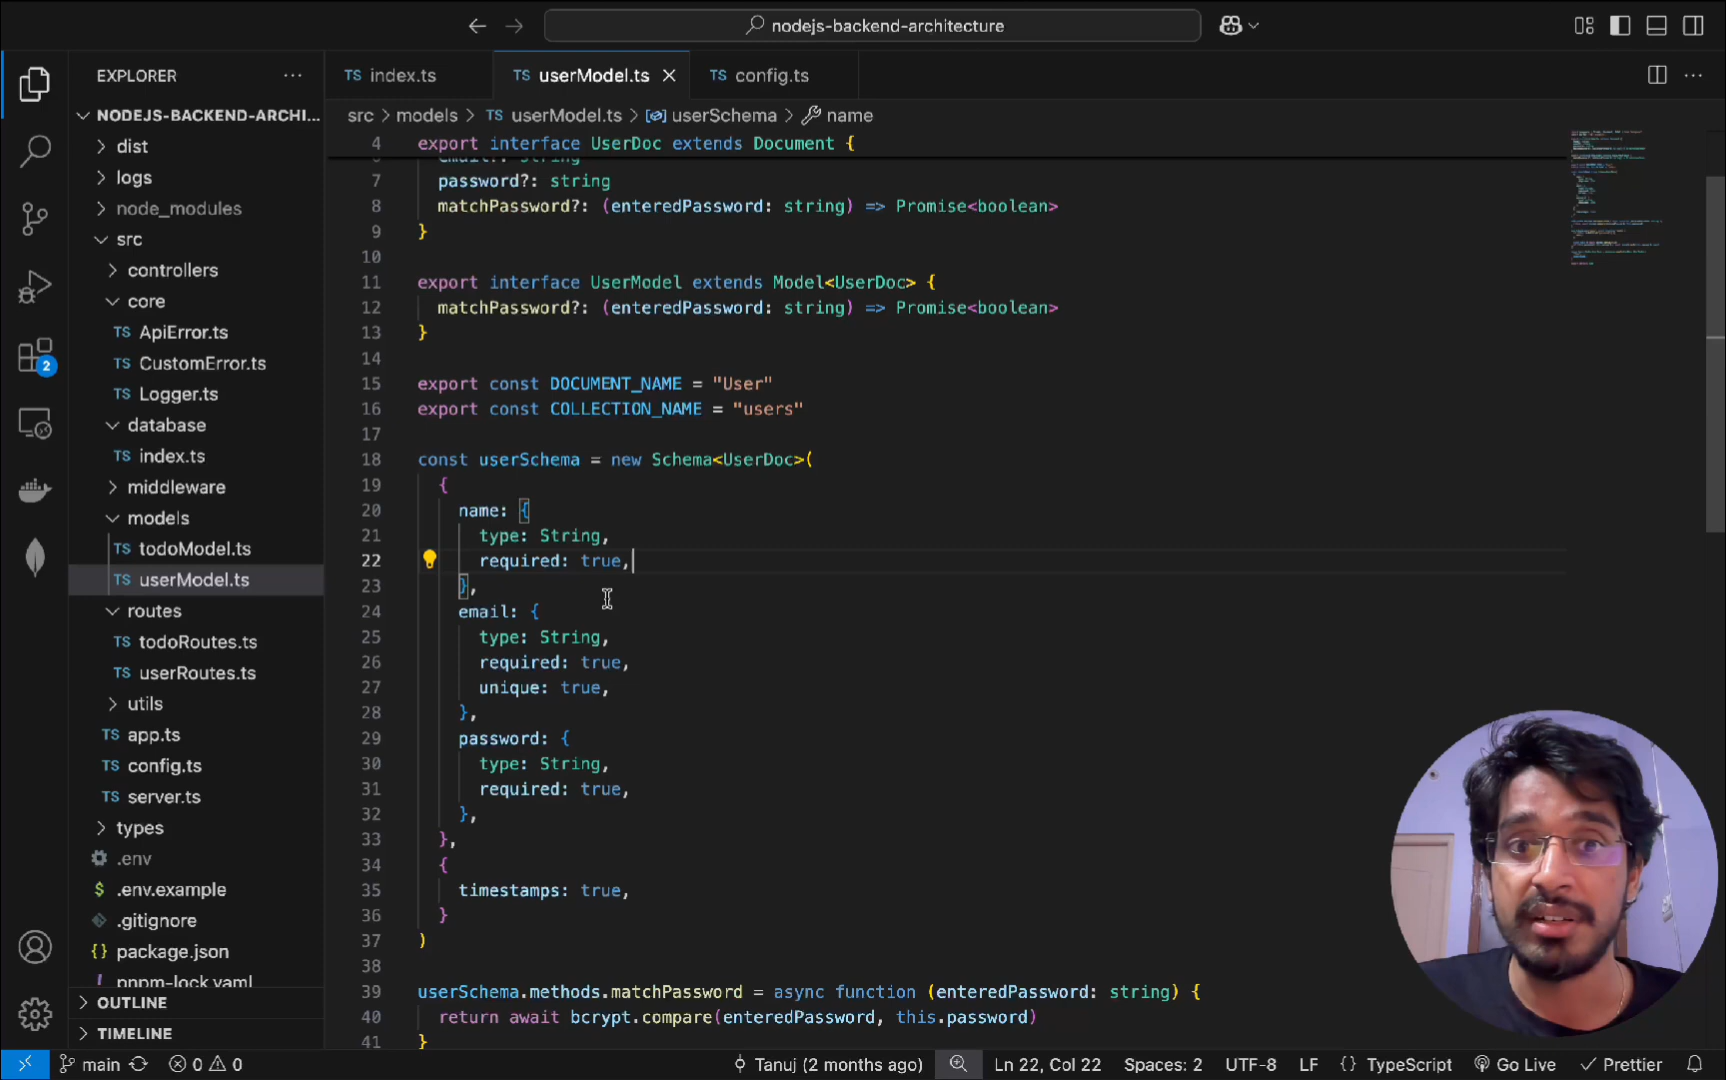 nodejs-backend-architecture
EXPLORER
index.ts
userModel.ts
config.ts
NODEJS-BACKEND-ARCHI...
dist
logs
node_modules
src
controllers
core
ApiError.ts
CustomError.ts
Logger.ts
database
index.ts
middleware
models
todoModel.ts
userModel.ts
routes
todoRoutes.ts
userRoutes.ts
utils
app.ts
config.ts
server.ts
types
.env
.env.example
.gitignore
package.json
pnpm-lock.yaml
OUTLINE
TIMELINE
src > models > TS userModel.ts > userSchema > name
4 export interface UserDoc extends Document {
email?: string
7 password?: string
8 matchPassword?: (enteredPassword: string) => Promise<boolean>
9 }
10
11 export interface UserModel extends Model<UserDoc> {
12 matchPassword?: (enteredPassword: string) => Promise<boolean>
13 }
14
15 export const DOCUMENT_NAME = "User"
16 export const COLLECTION_NAME = "users"
17
18 const userSchema = new Schema<UserDoc>(
19 {
20 name: {
21 type: String,
22 required: true,
23 },
24 email: {
25 type: String,
26 required: true,
27 unique: true,
28 },
29 password: {
30 type: String,
31 required: true,
32 },
33 },
34 {
35 timestamps: true,
36 }
37 )
38
39 userSchema.methods.matchPassword = async function (enteredPassword: string) {
40 return await bcrypt.compare(enteredPassword, this.password)
41 }
2
main
0 0
Tanuj (2 months ago)
Ln 22, Col 22
Spaces: 2
UTF-8
LF
{} TypeScript
Go Live
Prettier